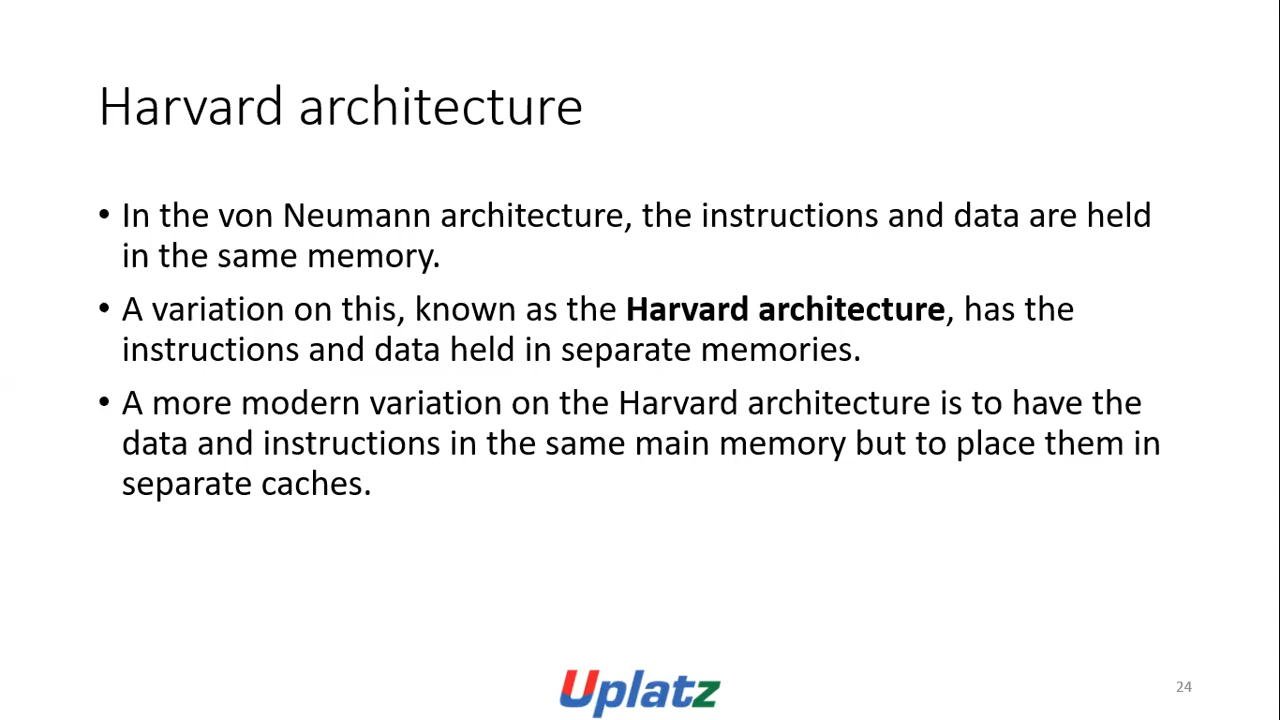 Harvard architecture
• In the von Neumann architecture, the instructions and data are held
in the same memory.
• A variation on this, known as the Harvard architecture, has the
instructions and data held in separate memories.
• A more modern variation on the Harvard architecture is to have the
data and instructions in the same main memory but to place them in
separate caches.
Uplatz
24